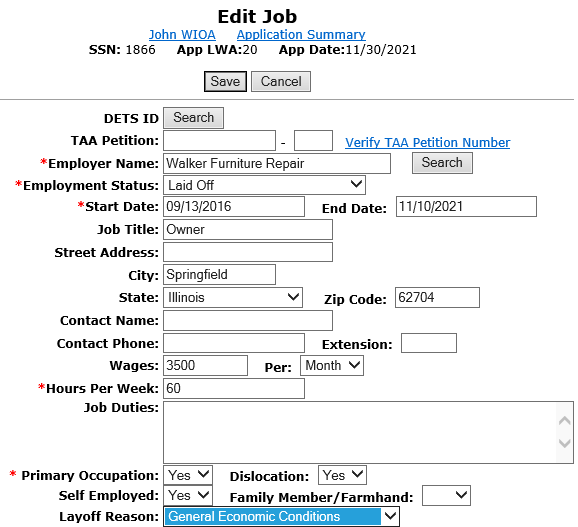 Edit Job
John WIOA Application Summary
SSN: 1866 App LWA:20 App Date:11/30/2021
Save Cancel
DETS ID Search
TAA Petition: - Verify TAA Petition Number
*Employer Name: Walker Furniture Repair Search
*Employment Status: Laid Off
*Start Date: 09/13/2016 End Date: 11/10/2021
Job Title: Owner
Street Address:
City: Springfield
State: Illinois Zip Code: 62704
Contact Name:
Contact Phone: Extension:
Wages: 3500 Per: Month
*Hours Per Week: 60
Job Duties:
* Primary Occupation: Yes Dislocation: Yes
Self Employed: Yes Family Member/Farmhand:
Layoff Reason: General Economic Conditions